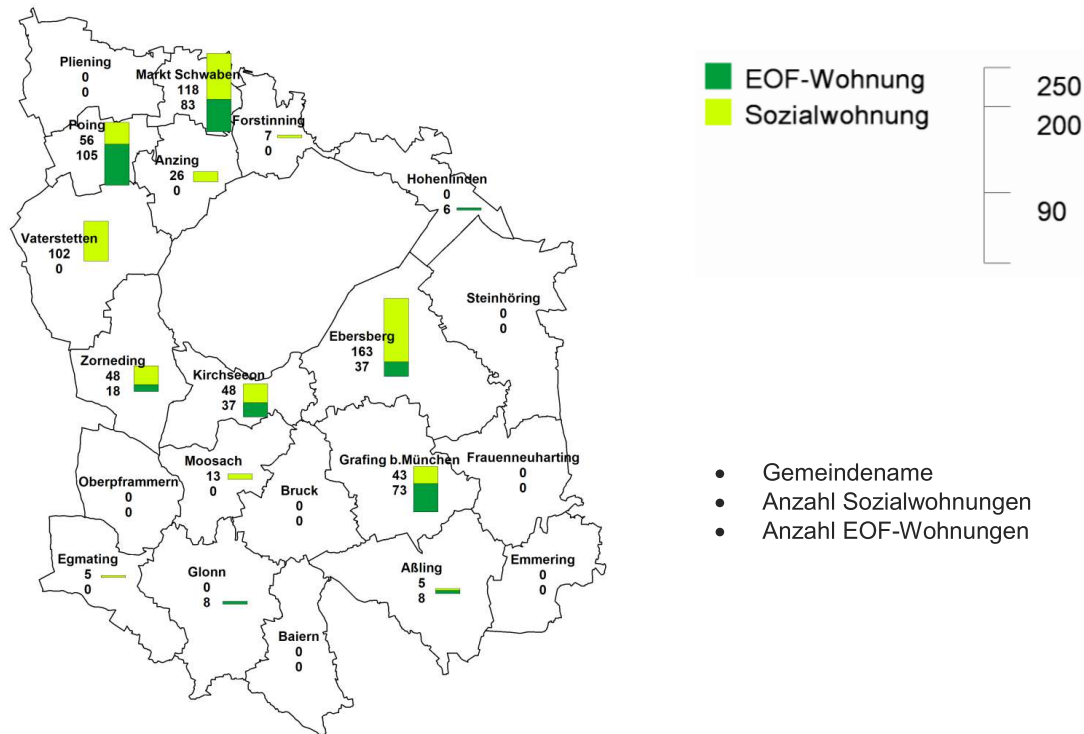 Pliening
0
0
Markt Schwaben
118
83
Poing
56
105
Anzing
26
0
Forstinning
7
0
Hohenlinden
0
6
Vaterstetten
102
0
Steinhöring
0
0
Ebersberg
163
37
Zorneding
48
18
Kirchseeon
48
37
Grafing b.München
43
73
Frauenneuharting
0
0
Moosach
13
0
Oberpframmern
0
0
Bruck
0
0
Egmating
5
0
Glonn
0
8
Aßling
5
8
Emmering
0
0
Baiern
0
0
EOF-Wohnung
Sozialwohnung
250
200
90
• Gemeindename
• Anzahl Sozialwohnungen
• Anzahl EOF-Wohnungen